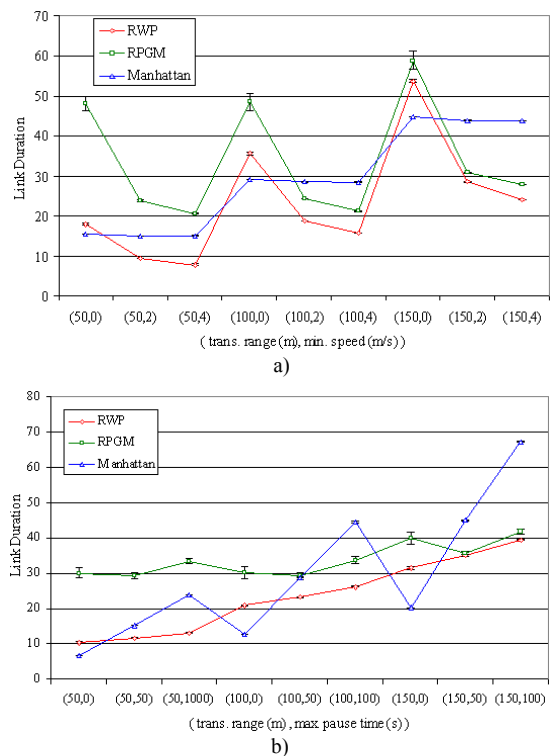 70
60
50
40
30
20
10
0
Link Duration
RWP
RPGM
Manhattan
(50,0) (50,2) (50,4) (100,0) (100,2) (100,4) (150,0) (150,2) (150,4)
( trans. range (m), min. speed (m/s) )
a)
80
70
60
50
40
30
20
10
0
Link Duration
RWP
RPGM
Manhattan
(50,0) (50,50) (50,1000) (100,0) (100,50) (100,100) (150,0) (150,50) (150,100)
( trans. range (m) , max pause time (s) )
b)